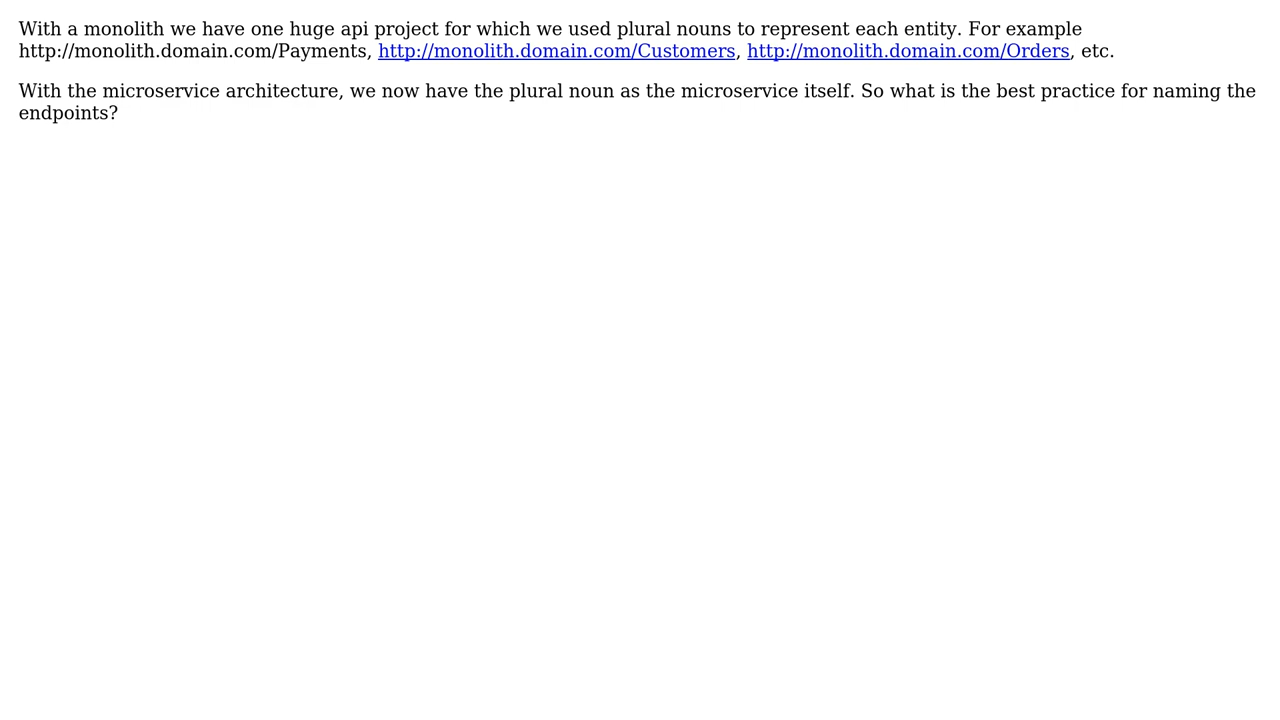 With a monolith we have one huge api project for which we used plural nouns to represent each entity. For example
http://monolith.domain.com/Payments, http://monolith.domain.com/Customers, http://monolith.domain.com/Orders, etc.
With the microservice architecture, we now have the plural noun as the microservice itself. So what is the best practice for naming the
endpoints?